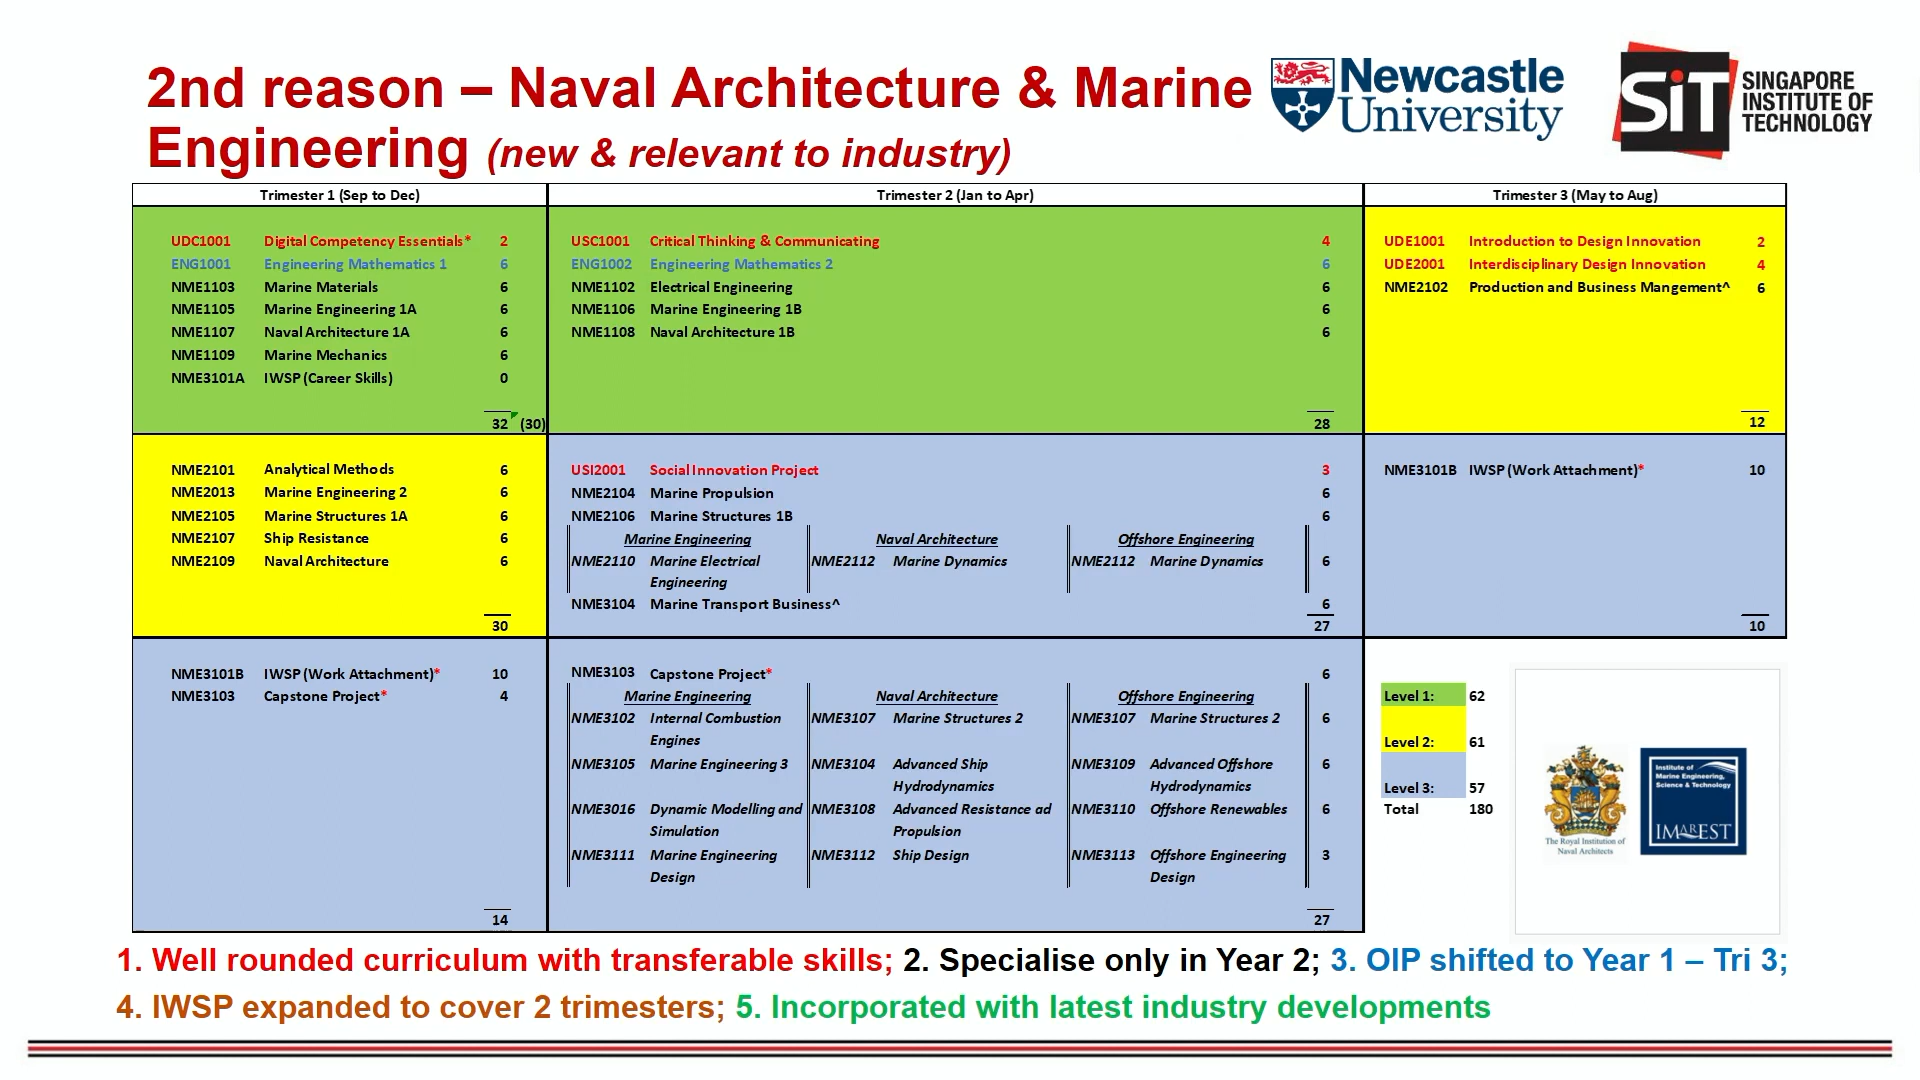 2nd reason – Naval Architecture & Marine
Engineering (new & relevant to industry)
Newcastle
University
SiT
SINGAPORE
INSTITUTE OF
TECHNOLOGY
Trimester 1 (Sep to Dec)
UDC1001 Digital Competency Essentials* 2
ENG1001 Engineering Mathematics 1 6
NME1103 Marine Materials 6
NME1105 Marine Engineering 1A 6
NME1107 Naval Architecture 1A 6
NME1109 Marine Mechanics 6
NME3101A IWSP (Career Skills) 0
32 (30)
Trimester 2 (Jan to Apr)
USC1001 Critical Thinking & Communicating 4
ENG1002 Engineering Mathematics 2 6
NME1102 Electrical Engineering 6
NME1106 Marine Engineering 1B 6
NME1108 Naval Architecture 1B 6
28
Trimester 3 (May to Aug)
UDE1001 Introduction to Design Innovation 2
UDE2001 Interdisciplinary Design Innovation 4
NME2102 Production and Business Mangement^ 6
12
NME2101 Analytical Methods 6
NME2013 Marine Engineering 2 6
NME2105 Marine Structures 1A 6
NME2107 Ship Resistance 6
NME2109 Naval Architecture 6
30
USI2001 Social Innovation Project 3
NME2104 Marine Propulsion 6
NME2106 Marine Structures 1B 6
Marine Engineering Naval Architecture Offshore Engineering
NME2110 Marine Electrical NME2112 Marine Dynamics NME2112 Marine Dynamics 6
Engineering
NME3104 Marine Transport Business^ 6
27
NME3101B IWSP (Work Attachment)* 10
10
NME3101B IWSP (Work Attachment)* 10
NME3103 Capstone Project* 4
14
NME3103 Capstone Project* 6
Marine Engineering Naval Architecture Offshore Engineering
NME3102 Internal Combustion NME3107 Marine Structures 2 NME3107 Marine Structures 2 6
Engines
NME3105 Marine Engineering 3 NME3104 Advanced Ship NME3109 Advanced Offshore 6
Hydrodynamics Hydrodynamics
NME3016 Dynamic Modelling and NME3108 Advanced Resistance ad NME3110 Offshore Renewables 6
Simulation Propulsion
NME3111 Marine Engineering NME3112 Ship Design NME3113 Offshore Engineering 3
Design Design
27
Level 1: 62
Level 2: 61
Level 3: 57
Total 180
The Royal Institution of
Naval Architects
Institute of
Marine Engineering,
Science & Technology
IMAREST
1. Well rounded curriculum with transferable skills; 2. Specialise only in Year 2; 3. OIP shifted to Year 1 – Tri 3;
4. IWSP expanded to cover 2 trimesters; 5. Incorporated with latest industry developments